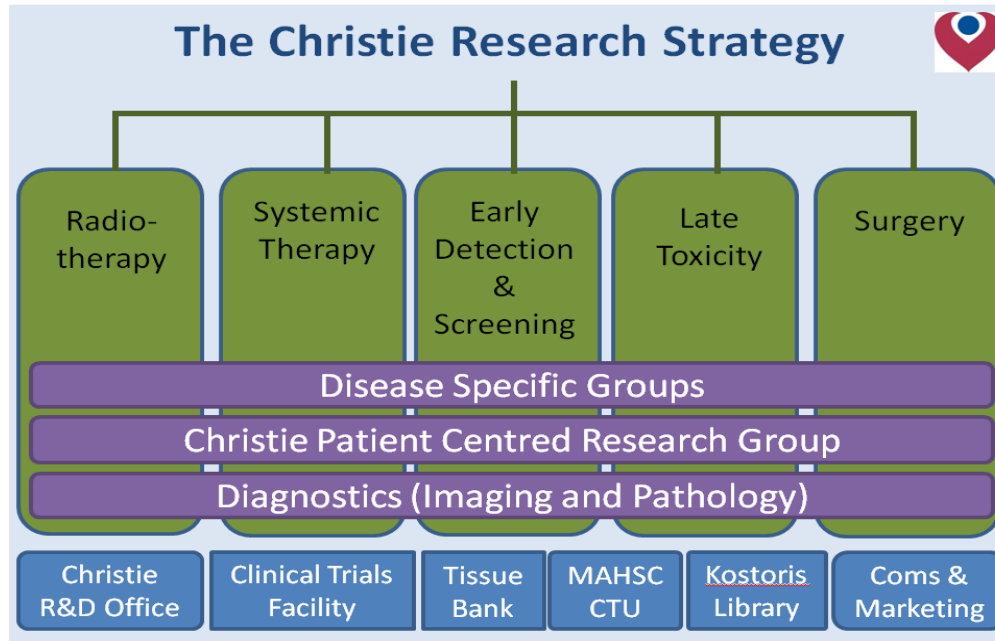 The Christie Research Strategy
Radio-
therapy
Systemic
Therapy
Early
Detection
&
Screening
Late
Toxicity
Surgery
Disease Specific Groups
Christie Patient Centred Research Group
Diagnostics (Imaging and Pathology)
Christie
R&D Office
Clinical Trials
Facility
Tissue
Bank
MAHSC
CTU
Kostoris
Library
Coms &
Marketing